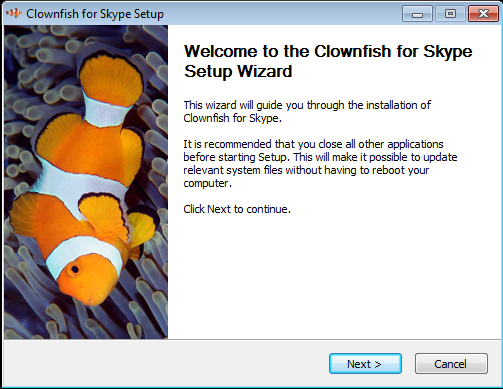 Clownfish for Skype Setup
Welcome to the Clownfish for Skype
Setup Wizard
This wizard will guide you through the installation of
Clownfish for Skype.
It is recommended that you close all other applications
before starting Setup. This will make it possible to update
relevant system files without having to reboot your
computer.
Click Next to continue.
Next >
Cancel